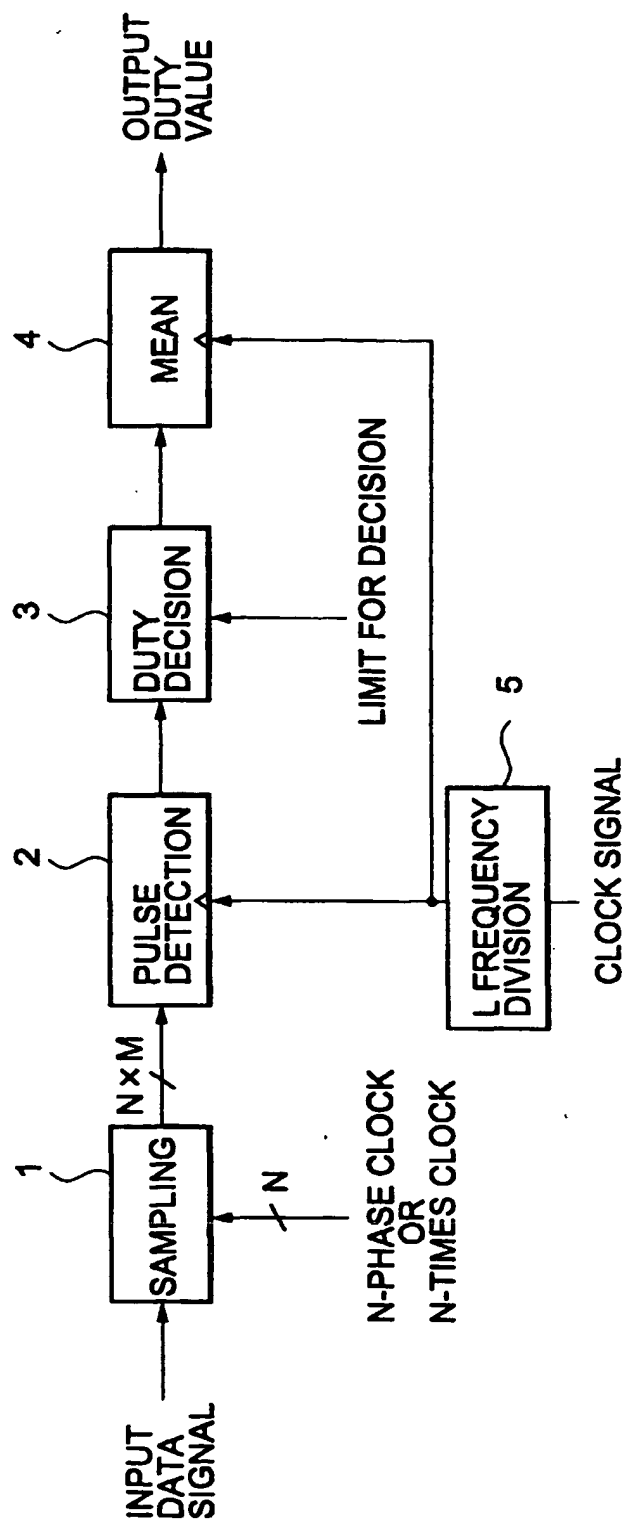 INPUT
DATA
SIGNAL
1
SAMPLING
N
N-PHASE CLOCK
OR
N-TIMES CLOCK
N×M
2
PULSE
DETECTION
3
DUTY
DECISION
LIMIT FOR DECISION
4
MEAN
OUTPUT
DUTY
VALUE
5
L FREQUENCY
DIVISION
CLOCK SIGNAL